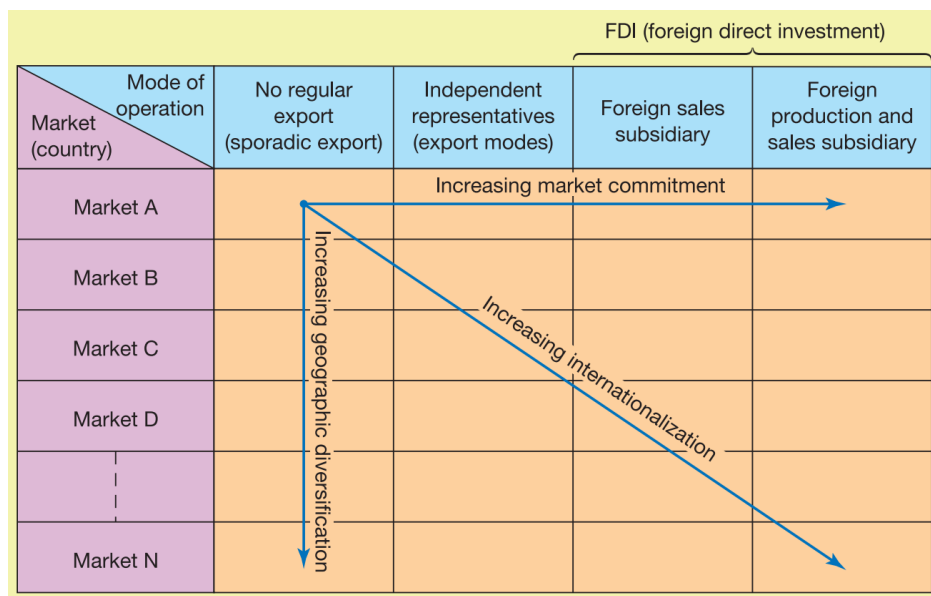 FDI (foreign direct investment)
Mode of
operation
Market
(country)
No regular
export
(sporadic export)
Independent
representatives
(export modes)
Foreign sales
subsidiary
Foreign
production and
sales subsidiary
Increasing market commitment
Market A
Market B
Market C
Market D
Market N
Increasing geographic diversification
Increasing internationalization